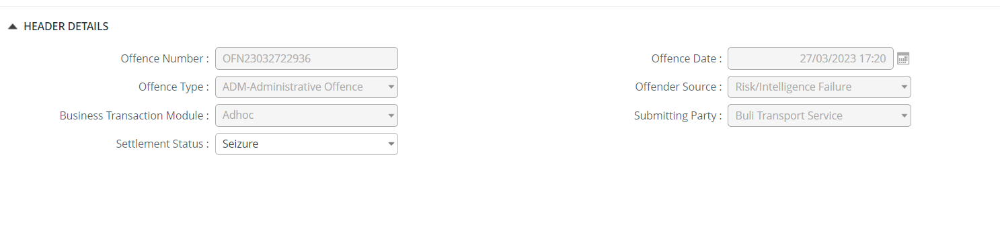 HEADER DETAILS
Offence Number : OFN23032722936
Offence Date : 27/03/2023 17:20
Offence Type : ADM-Administrative Offence
Offender Source : Risk/Intelligence Failure
Business Transaction Module : Adhoc
Submitting Party : Buli Transport Service
Settlement Status : Seizure